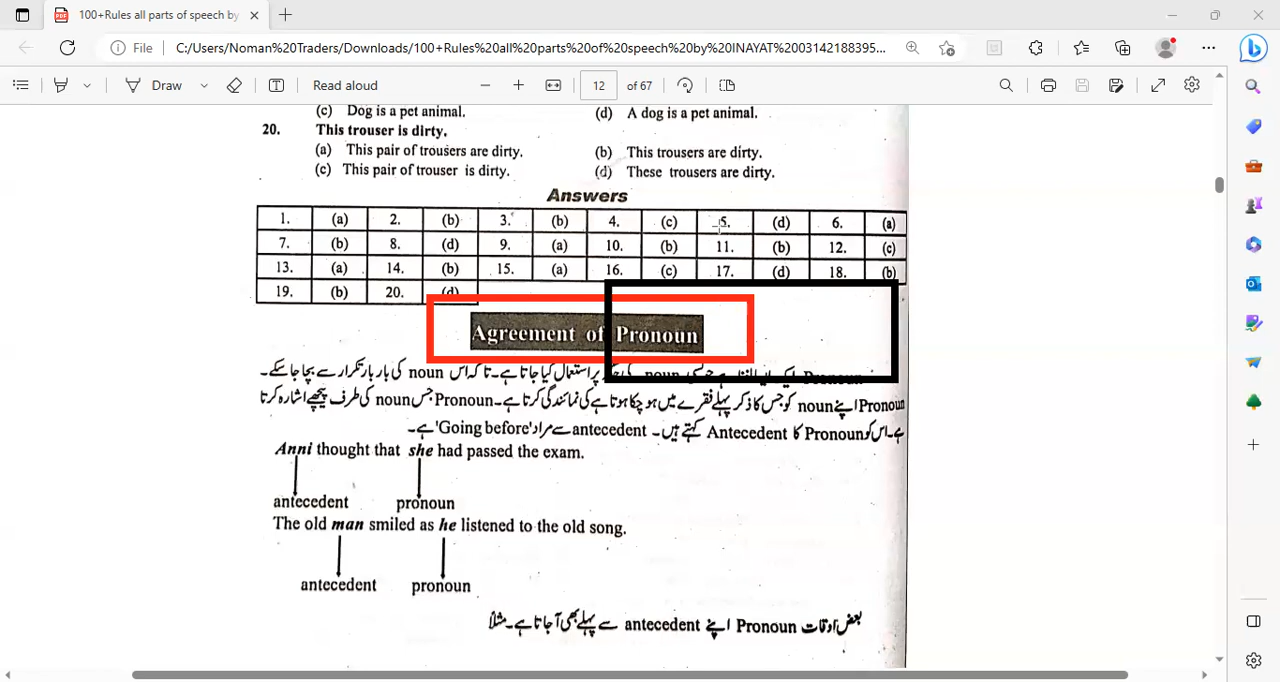 100+Rules all parts of speech by
File C:/Users/Noman%20Traders/Downloads/100+Rules%20all%20parts%20of%20speech%20by%20INAYAT%2003142188395...
Draw Read aloud 12 of 67
(c) Dog is a pet animal. (d) A dog is a pet animal.
20. This trouser is dirty.
(a) This pair of trousers are dirty. (b) This trousers are dirty.
(c) This pair of trouser is dirty. (d) These trousers are dirty.
Answers
1. (a) 2. (b) 3. (b) 4. (c) 5. (d) 6. (a)
7. (b) 8. (d) 9. (a) 10. (b) 11. (b) 12. (c)
13. (a) 14. (b) 15. (a) 16. (c) 17. (d) 18. (b)
19. (b) 20. (d)
Agreement of Pronoun
Pronoun noun کی جگہ پر استعمال کیا جاتا ہے۔ تاکہ اس noun کی بار بار تکرار سے بچا جا سکے۔
Pronoun اپنے noun کو جس کا ذکر پہلے فقرے میں ہو چکا ہوتا ہے کی نمائندگی کرتا ہے۔ Pronoun جس noun کی طرف پیچھے اشارہ کرتا
ہے۔ اس کو Pronoun کا Antecedent کہتے ہیں۔ antecedent سے مراد 'Going before' ہے۔
Anni thought that she had passed the exam.
antecedent pronoun
The old man smiled as he listened to the old song.
antecedent pronoun
بعض اوقات Pronoun اپنے antecedent سے پہلے بھی آ جاتا ہے۔ مثلاً